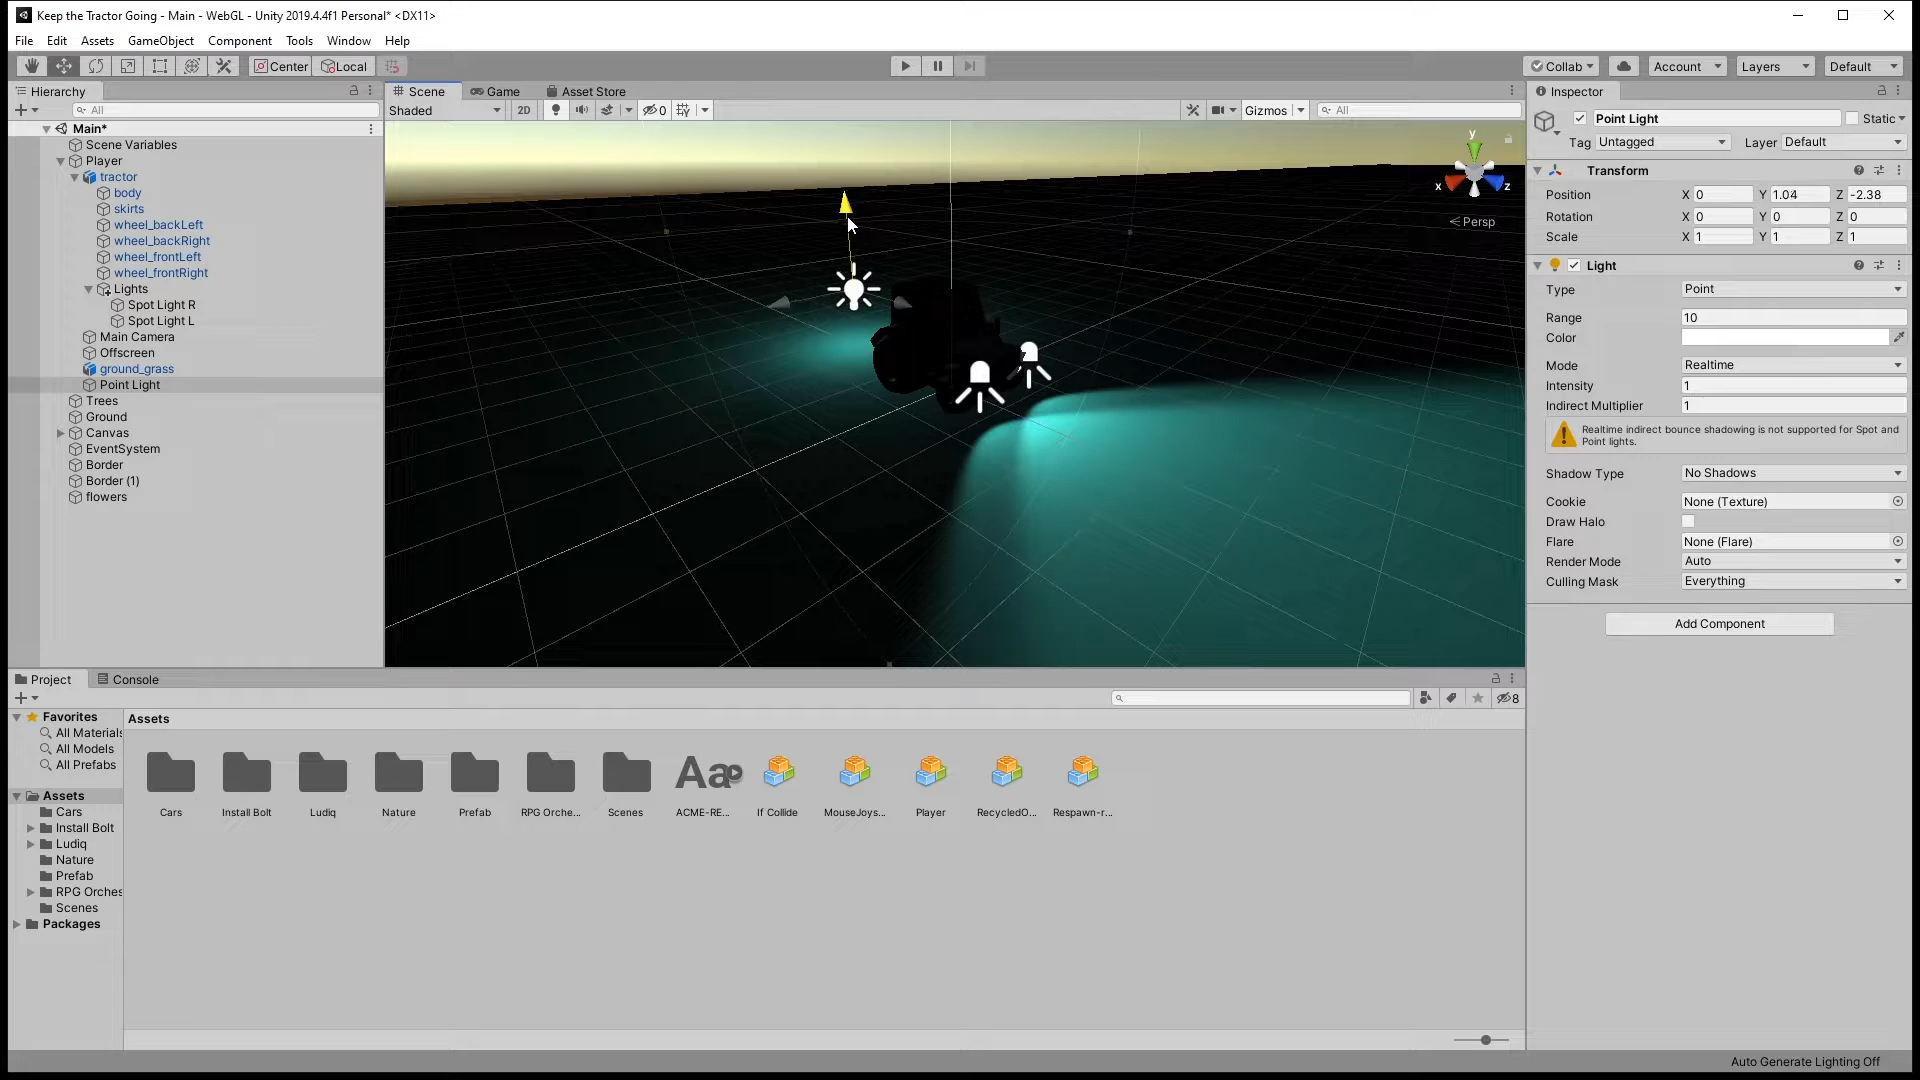 Keep the Tractor Going - Main - WebGL - Unity 2019.4.4f1 Personal* <DX11>
File Edit Assets GameObject Component Tools Window Help
Center Local Collab Account Layers Default
Hierarchy
All
Main*
Scene Variables
Player
tractor
body
skirts
wheel_backLeft
wheel_backRight
wheel_frontLeft
wheel_frontRight
Lights
Spot Light R
Spot Light L
Main Camera
Offscreen
ground_grass
Point Light
Trees
Ground
Canvas
EventSystem
Border
Border (1)
flowers
Scene Game Asset Store
Shaded 2D 0 Gizmos All
y
x z
Persp
Inspector
Point Light Static
Tag Untagged Layer Default
Transform
Position X 0 Y 1.04 Z -2.38
Rotation X 0 Y 0 Z 0
Scale X 1 Y 1 Z 1
Light
Type Point
Range 10
Color
Mode Realtime
Intensity 1
Indirect Multiplier 1
Realtime indirect bounce shadowing is not supported for Spot and
Point lights.
Shadow Type No Shadows
Cookie None (Texture)
Draw Halo
Flare None (Flare)
Render Mode Auto
Culling Mask Everything
Add Component
Project Console
8
Favorites
All Materials
All Models
All Prefabs
Assets
Cars
Install Bolt
Ludiq
Nature
Prefab
RPG Orches
Scenes
Packages
Assets
Aa
Cars Install Bolt Ludiq Nature Prefab RPG Orche... Scenes ACME-RE... If Collide MouseJoys... Player RecycledO... Respawn-r...
Auto Generate Lighting Off